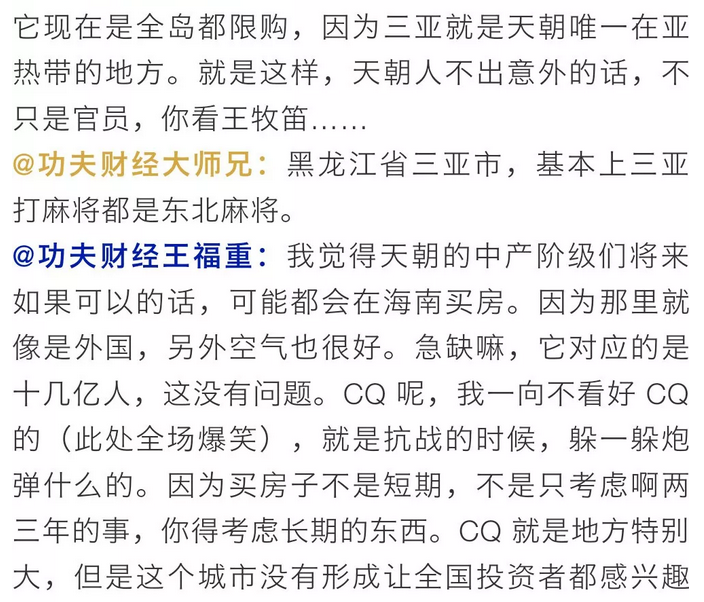 它现在是全岛都限购，因为三亚就是天朝唯一在亚
热带的地方。就是这样，天朝人不出意外的话，不
只是官员，你看王牧笛……
@功夫财经大师兄：黑龙江省三亚市，基本上三亚
打麻将都是东北麻将。
@功夫财经王福重：我觉得天朝的中产阶级们将来
如果可以的话，可能都会在海南买房。因为那里就
像是外国，另外空气也很好。急缺嘛，它对应的是
十几亿人，这没有问题。CQ 呢，我一向不看好 CQ
的（此处全场爆笑），就是抗战的时候，躲一躲炮
弹什么的。因为买房子不是短期，不是只考虑啊两
三年的事，你得考虑长期的东西。CQ 就是地方特别
大，但是这个城市没有形成让全国投资者都感兴趣